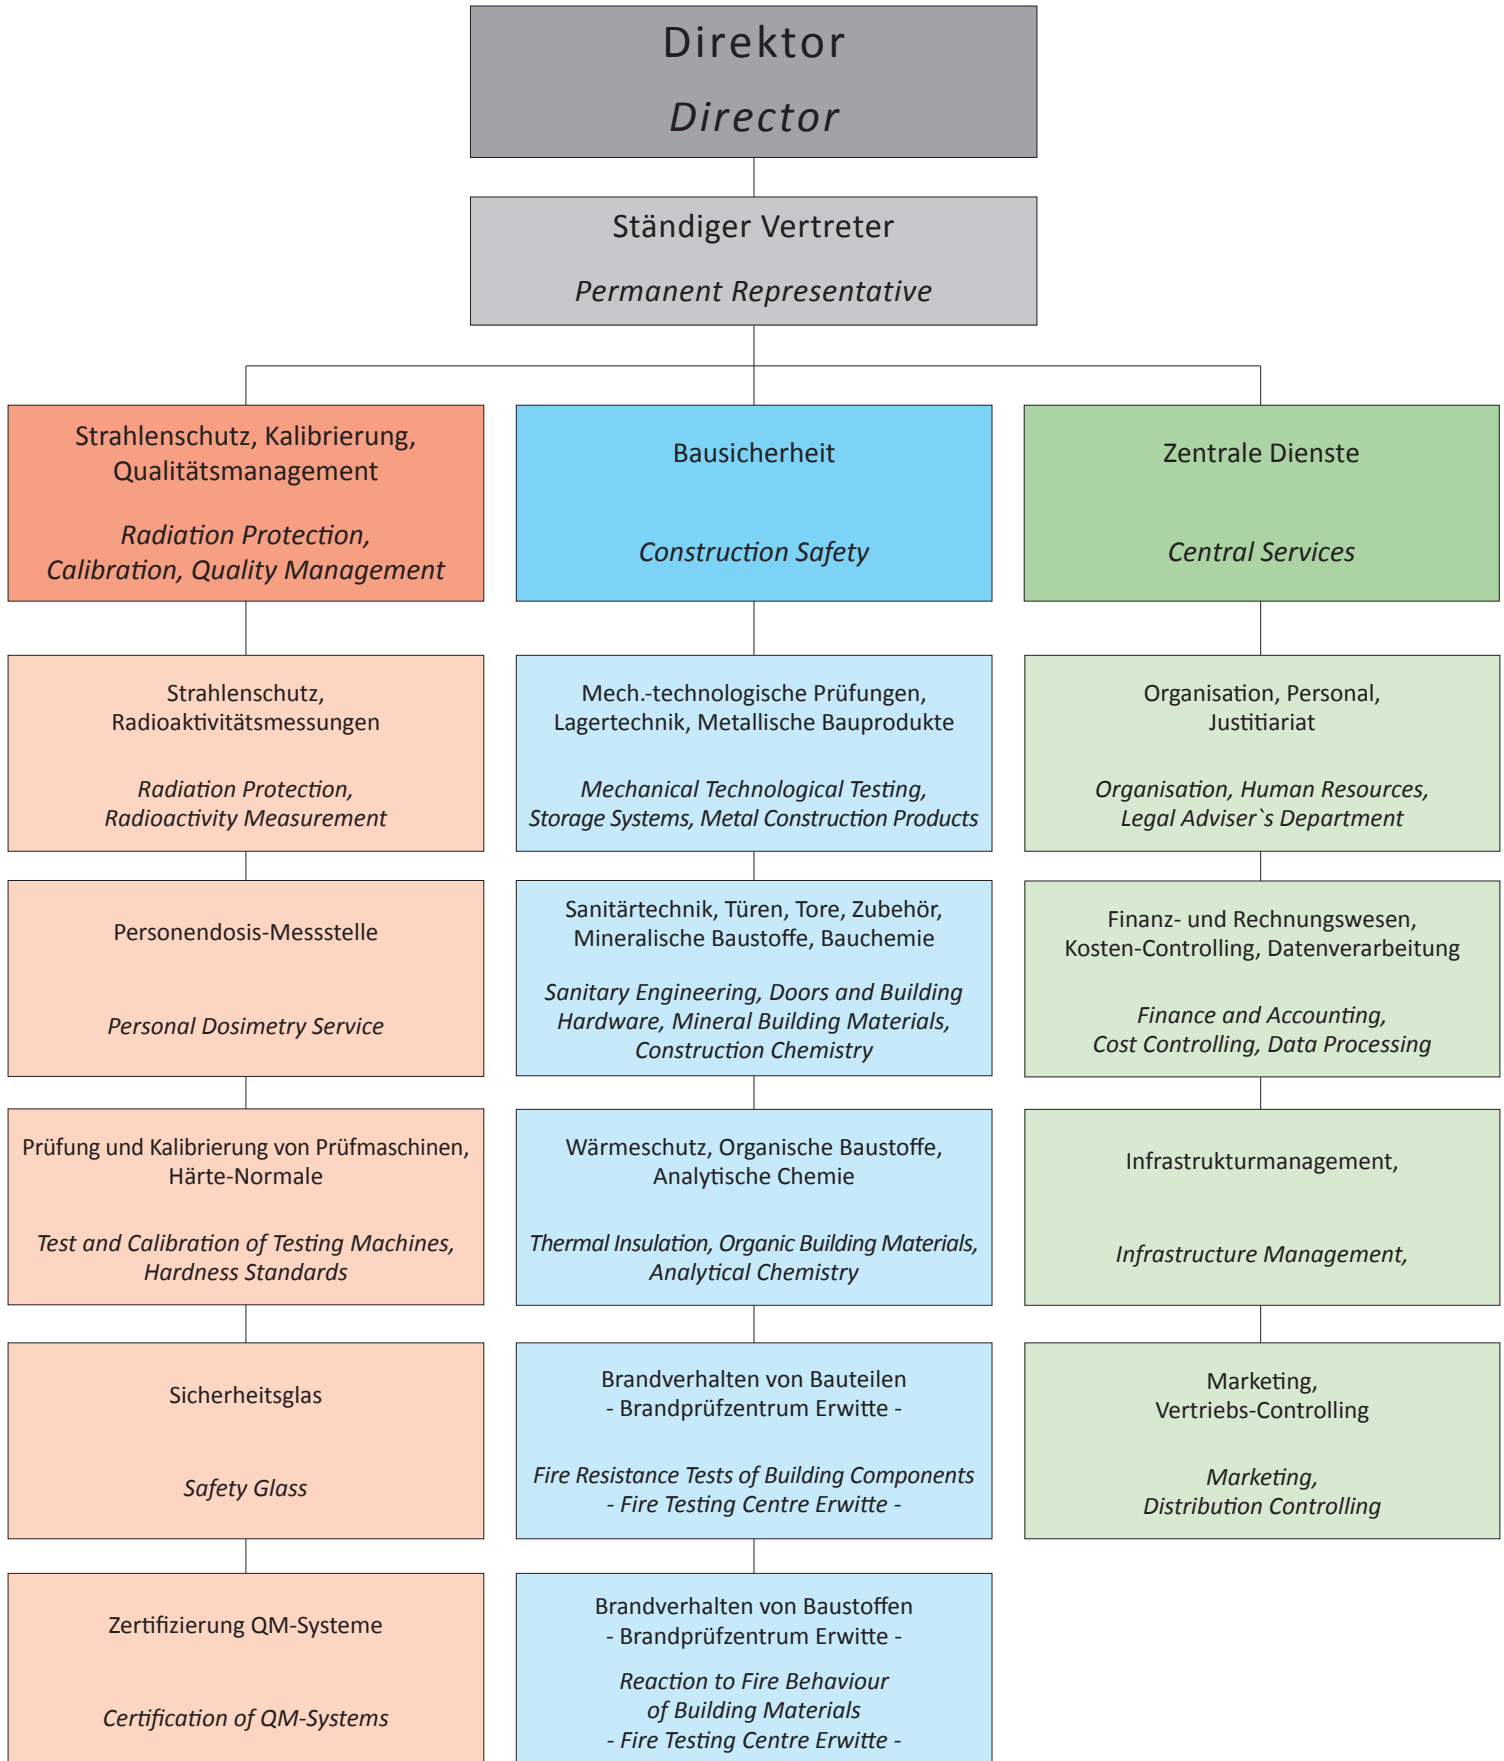 Direktor
Director
Ständiger Vertreter
Permanent Representative
Strahlenschutz, Kalibrierung,
Qualitätsmanagement
Radiation Protection,
Calibration, Quality Management
Bausicherheit
Construction Safety
Zentrale Dienste
Central Services
Strahlenschutz,
Radioaktivitätsmessungen
Radiation Protection,
Radioactivity Measurement
Mech.-technologische Prüfungen,
Lagertechnik, Metallische Bauprodukte
Mechanical Technological Testing,
Storage Systems, Metal Construction Products
Organisation, Personal,
Justitiariat
Organisation, Human Resources,
Legal Adviser`s Department
Personendosis-Messstelle
Personal Dosimetry Service
Sanitärtechnik, Türen, Tore, Zubehör,
Mineralische Baustoffe, Bauchemie
Sanitary Engineering, Doors and Building
Hardware, Mineral Building Materials,
Construction Chemistry
Finanz- und Rechnungswesen,
Kosten-Controlling, Datenverarbeitung
Finance and Accounting,
Cost Controlling, Data Processing
Prüfung und Kalibrierung von Prüfmaschinen,
Härte-Normale
Test and Calibration of Testing Machines,
Hardness Standards
Wärmeschutz, Organische Baustoffe,
Analytische Chemie
Thermal Insulation, Organic Building Materials,
Analytical Chemistry
Infrastrukturmanagement,
Infrastructure Management,
Sicherheitsglas
Safety Glass
Brandverhalten von Bauteilen
- Brandprüfzentrum Erwitte -
Fire Resistance Tests of Building Components
- Fire Testing Centre Erwitte -
Marketing,
Vertriebs-Controlling
Marketing,
Distribution Controlling
Zertifizierung QM-Systeme
Certification of QM-Systems
Brandverhalten von Baustoffen
- Brandprüfzentrum Erwitte -
Reaction to Fire Behaviour
of Building Materials
- Fire Testing Centre Erwitte -